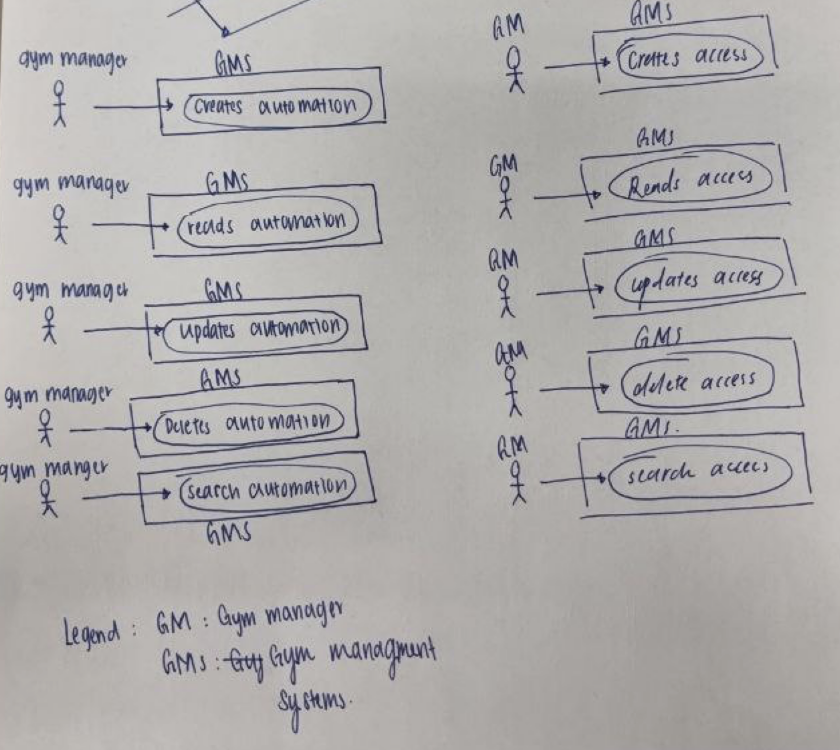 gym manager
GMS
Creates automation
gym manager
GMS
reads automation
gym manager
GMS
updates automation
gym manager
GMS
Deletes automation
gym manger
search automation
GMS
GM
GMS
Creates access
GM
GMS
Reads access
GM
GMS
updates access
GM
GMS
delete access
GM
GMS.
search access
Legend : GM : Gym manager
GMS : Gym managment
systems.